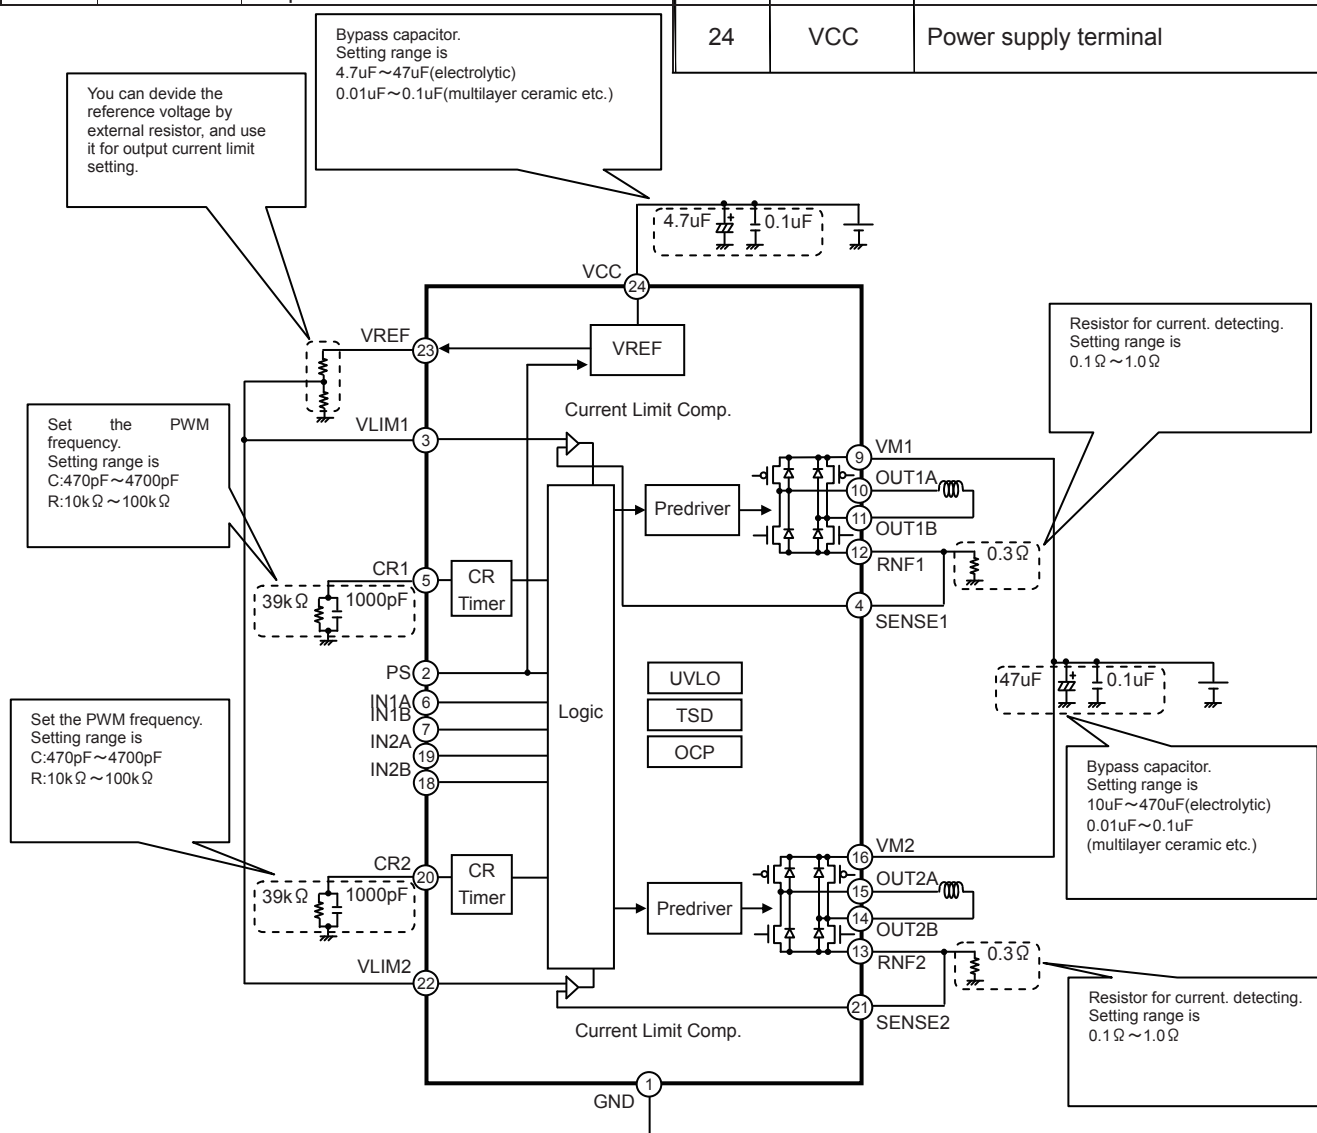 24 VCC Power supply terminal
Bypass capacitor.
Setting range is
4.7uF～47uF(electrolytic)
0.01uF～0.1uF(multilayer ceramic etc.)
You can devide the
reference voltage by
external resistor, and use
it for output current limit
setting.
4.7uF
+
0.1uF
VCC
24
Resistor for current. detecting.
Setting range is
0.1Ω～1.0Ω
VREF
23
VREF
Current Limit Comp.
Set the PWM
frequency.
Setting range is
C:470pF～4700pF
R:10kΩ～100kΩ
VLIM1
3
9
VM1
10
OUT1A
11
OUT1B
12
RNF1
0.3Ω
Predriver
CR1
5
CR
Timer
39kΩ
1000pF
4
SENSE1
PS
2
IN1A
6
IN1B
7
IN2A
19
IN2B
18
Logic
UVLO
TSD
OCP
47uF
+
0.1uF
Set the PWM frequency.
Setting range is
C:470pF～4700pF
R:10kΩ～100kΩ
Bypass capacitor.
Setting range is
10uF～470uF(electrolytic)
0.01uF～0.1uF
(multilayer ceramic etc.)
CR2
20
CR
Timer
39kΩ
1000pF
Predriver
16
VM2
15
OUT2A
14
OUT2B
13
RNF2
0.3Ω
VLIM2
22
21
SENSE2
Current Limit Comp.
Resistor for current. detecting.
Setting range is
0.1Ω～1.0Ω
GND
1